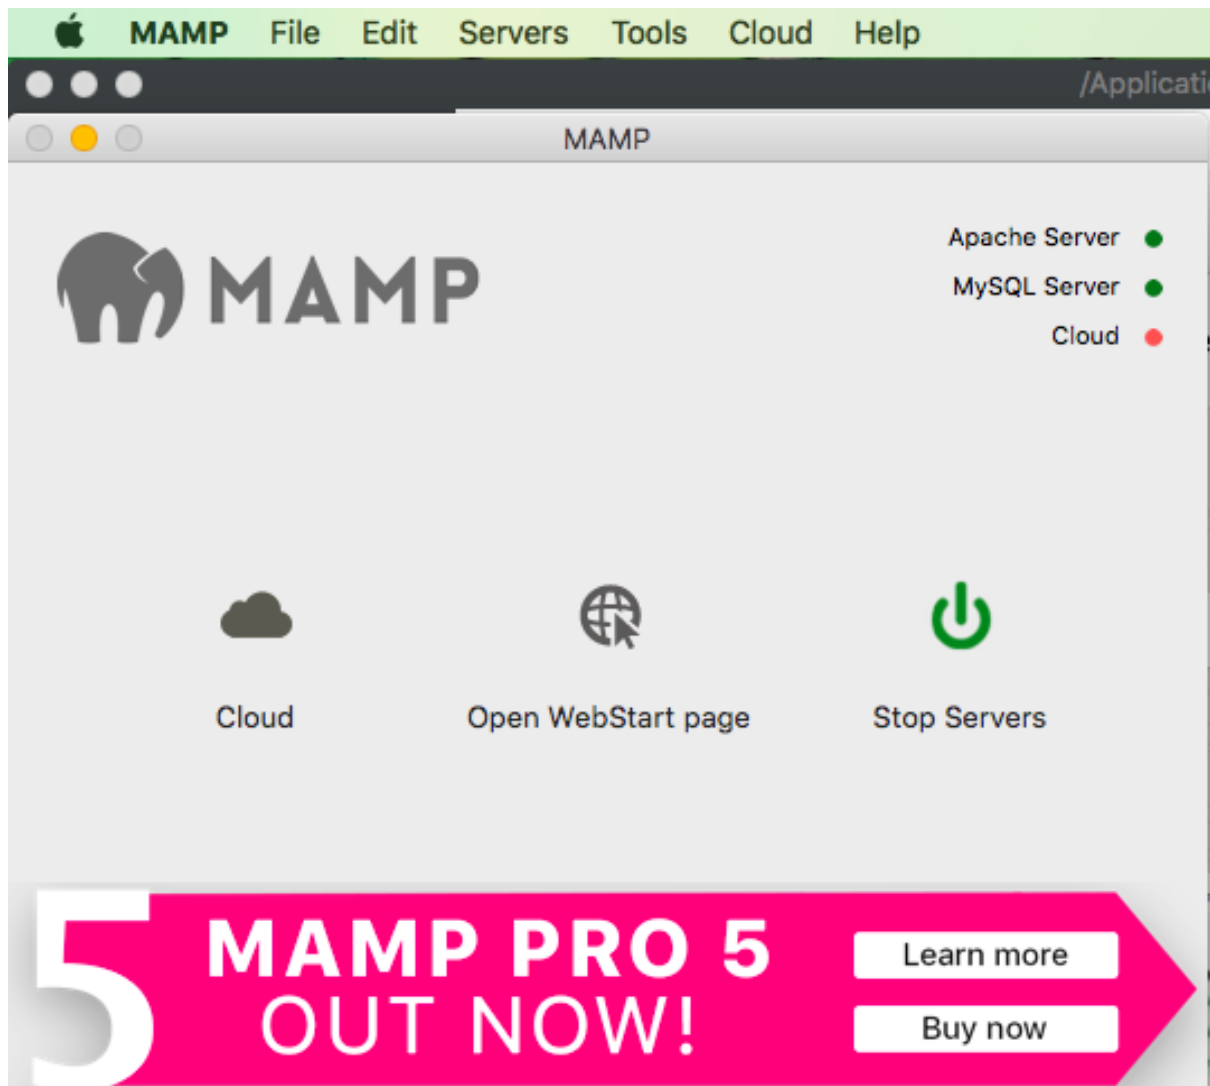 MAMP File Edit Servers Tools Cloud Help
/Applicati
MAMP
MAMP
Apache Server
MySQL Server
Cloud
Cloud Open WebStart page Stop Servers
5 MAMP PRO 5
OUT NOW!
Learn more
Buy now